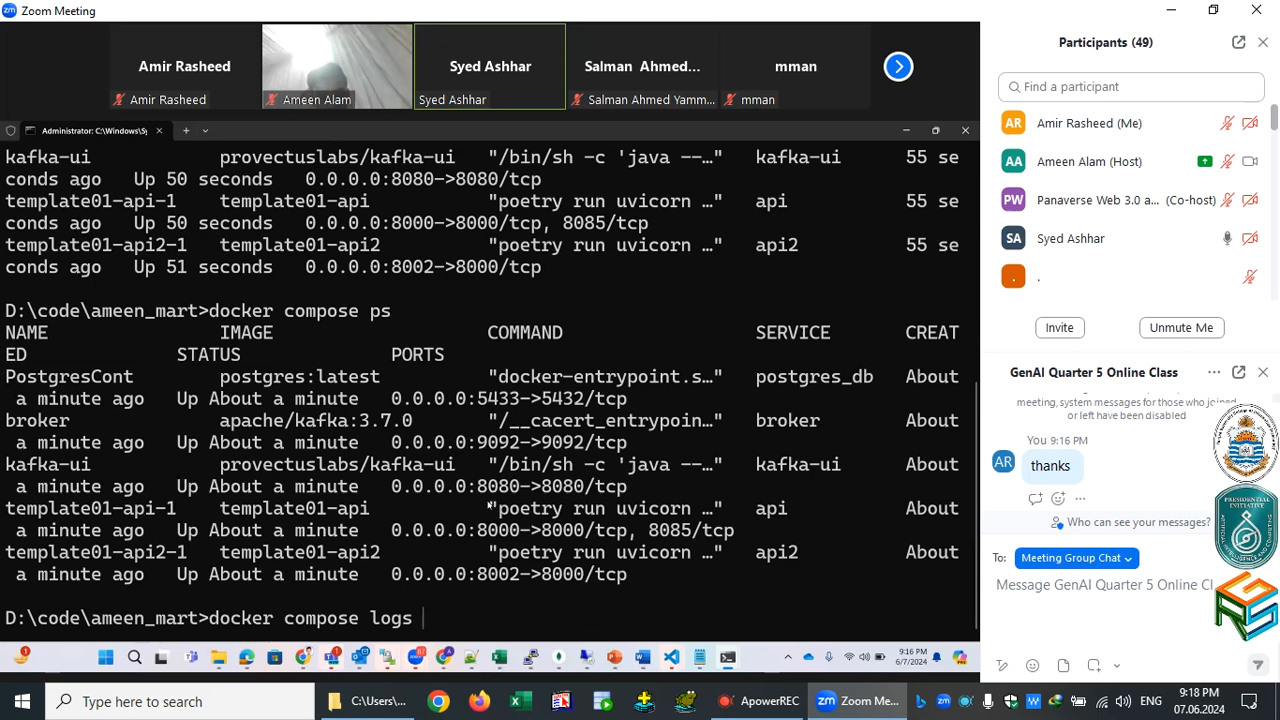 Zoom Meeting
Amir Rasheed
Syed Ashhar
Salman Ahmed...
mman
Amir Rasheed
Ameen Alam
Syed Ashhar
Salman Ahmed Yamm...
mman
Administrator: C:\Windows\Sy
kafka-ui provectuslabs/kafka-ui "/bin/sh -c 'java --…" kafka-ui 55 se
conds ago Up 50 seconds 0.0.0.0:8080->8080/tcp
template01-api-1 template01-api "poetry run uvicorn …" api 55 se
conds ago Up 50 seconds 0.0.0.0:8000->8000/tcp, 8085/tcp
template01-api2-1 template01-api2 "poetry run uvicorn …" api2 55 se
conds ago Up 51 seconds 0.0.0.0:8002->8000/tcp
D:\code\ameen_mart>docker compose ps
NAME IMAGE COMMAND SERVICE CREAT
ED STATUS PORTS
PostgresCont postgres:latest "docker-entrypoint.s…" postgres_db About
a minute ago Up About a minute 0.0.0.0:5433->5432/tcp
broker apache/kafka:3.7.0 "/__cacert_entrypoin…" broker About
a minute ago Up About a minute 0.0.0.0:9092->9092/tcp
kafka-ui provectuslabs/kafka-ui "/bin/sh -c 'java --…" kafka-ui About
a minute ago Up About a minute 0.0.0.0:8080->8080/tcp
template01-api-1 template01-api "poetry run uvicorn …" api About
a minute ago Up About a minute 0.0.0.0:8000->8000/tcp, 8085/tcp
template01-api2-1 template01-api2 "poetry run uvicorn …" api2 About
a minute ago Up About a minute 0.0.0.0:8002->8000/tcp
D:\code\ameen_mart>docker compose logs
9:16 PM
6/7/2024
Participants (49)
Find a participant
AR Amir Rasheed (Me)
AA Ameen Alam (Host)
PW Panaverse Web 3.0 a... (Co-host)
SA Syed Ashhar
. .
Invite
Unmute Me
GenAI Quarter 5 Online Class
meeting, system messages for those who joined
or left have been disabled
You 9:16 PM
AR thanks
Who can see your messages?
To: Meeting Group Chat
Message GenAI Quarter 5 Online Cl
Type here to search
C:\Users\...
ApowerREC
Zoom Me...
ENG
9:18 PM
07.06.2024